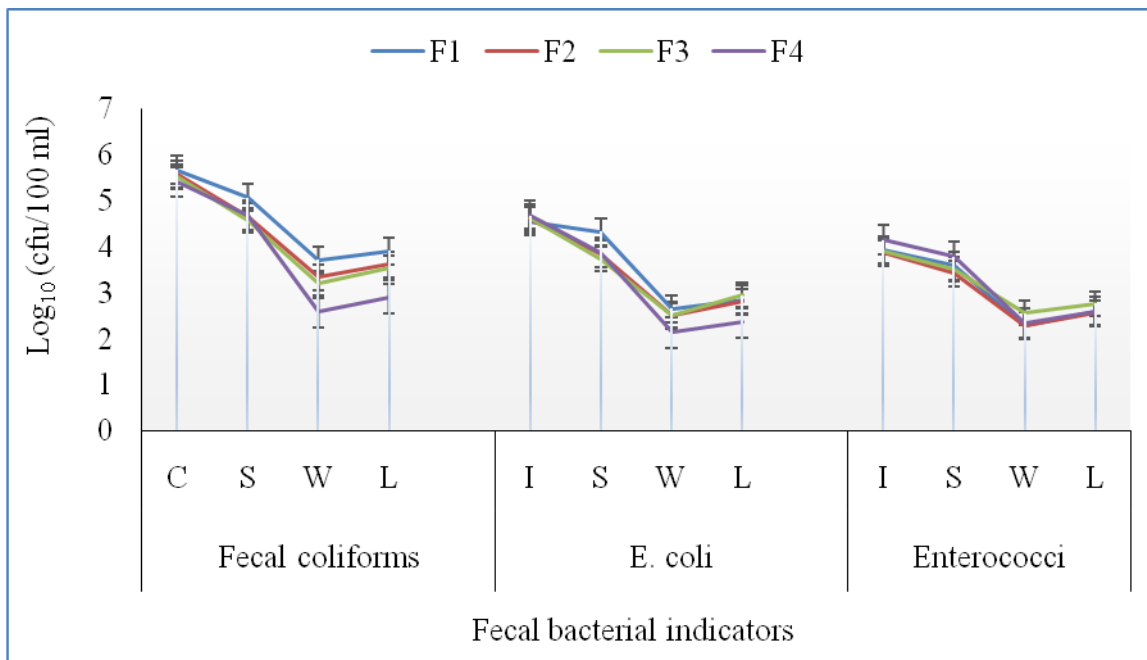 F1 F2 F3 F4
Log₁₀ (cfu/100 ml)
7
6
5
4
3
2
1
0
C S W L I S W L I S W L
Fecal coliforms E. coli Enterococci
Fecal bacterial indicators